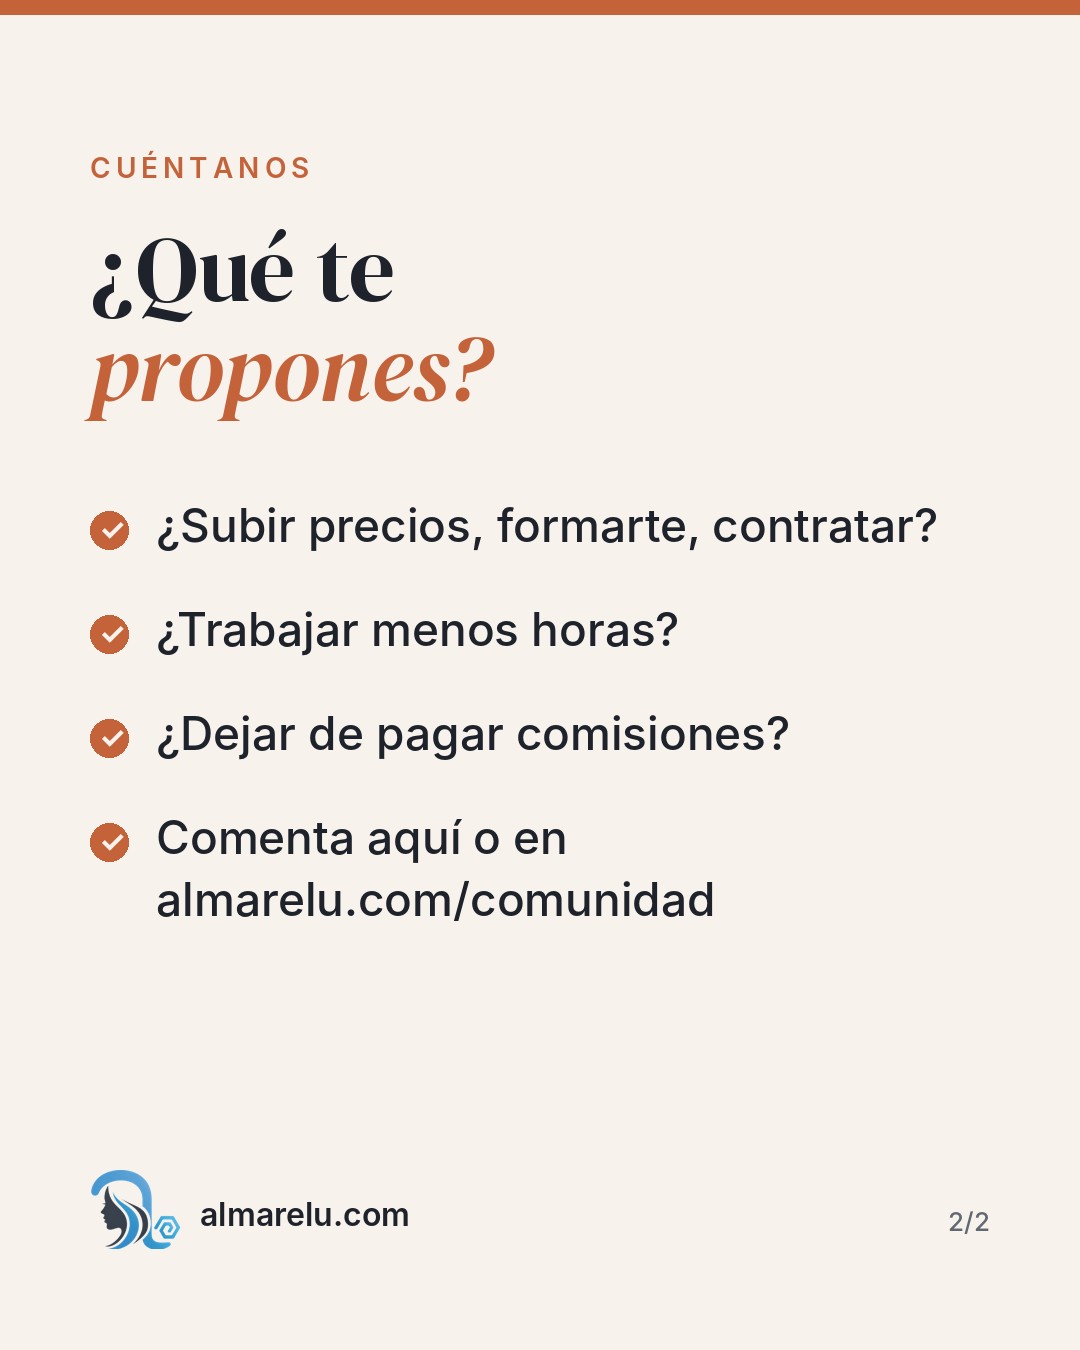 CUÉNTANOS
¿Qué te
propones?
¿Subir precios, formarte, contratar?
¿Trabajar menos horas?
¿Dejar de pagar comisiones?
Comenta aquí o en
almarelu.com/comunidad
almarelu.com
2/2